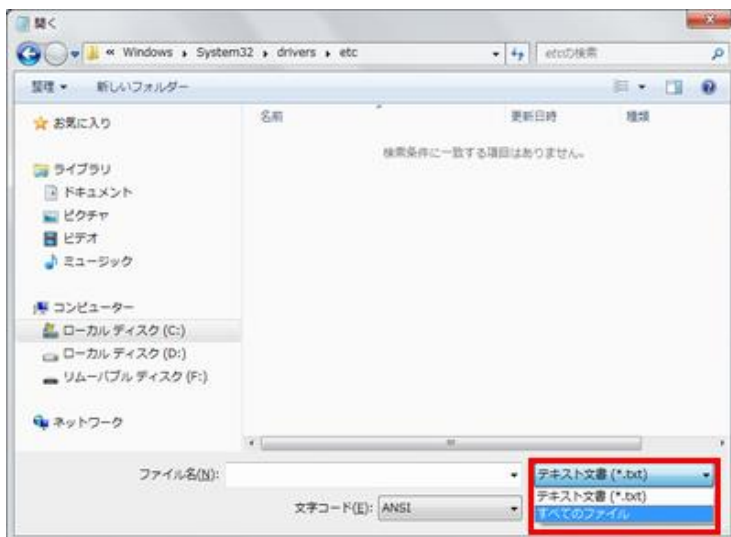 開く
« Windows ▸ System32 ▸ drivers ▸ etc
etcの検索
整理 ▼ 新しいフォルダー
お気に入り
ライブラリ
ドキュメント
ピクチャ
ビデオ
ミュージック
コンピューター
ローカル ディスク (C:)
ローカル ディスク (D:)
リムーバブル ディスク (F:)
ネットワーク
名前 更新日時 種類
検索条件に一致する項目はありません。
ファイル名(N):
テキスト文書 (*.txt)
テキスト文書 (*.txt)
すべてのファイル
文字コード(E): ANSI